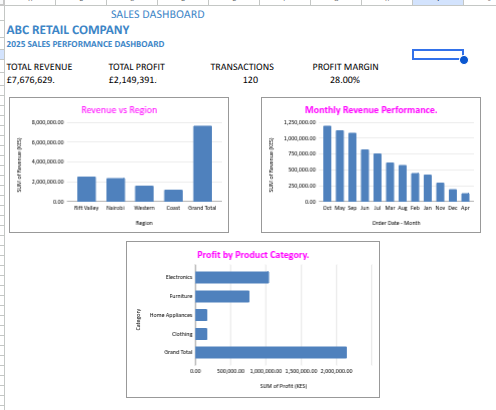 SALES DASHBOARD
ABC RETAIL COMPANY
2025 SALES PERFORMANCE DASHBOARD
TOTAL REVENUE TOTAL PROFIT TRANSACTIONS PROFIT MARGIN
£7,676,629. £2,149,391. 120 28.00%
Revenue vs Region
8,000,000.00
6,000,000.00
4,000,000.00
2,000,000.00
0.00
SUM of Revenue (KES)
Rift Valley Nairobi Western Coast Grand Total
Region
Monthly Revenue Performance.
1,250,000.00
1,000,000.00
750,000.00
500,000.00
250,000.00
0.00
SUM of Revenue (KES)
Oct May Sep Jun Jul Mar Aug Feb Jan Nov Dec Apr
Order Date - Month
Profit by Product Category.
Category
Electronics
Furniture
Home Appliances
Clothing
Grand Total
0.00 500,000.00 1,000,000.00 1,500,000.00 2,000,000.00
SUM of Profit (KES)